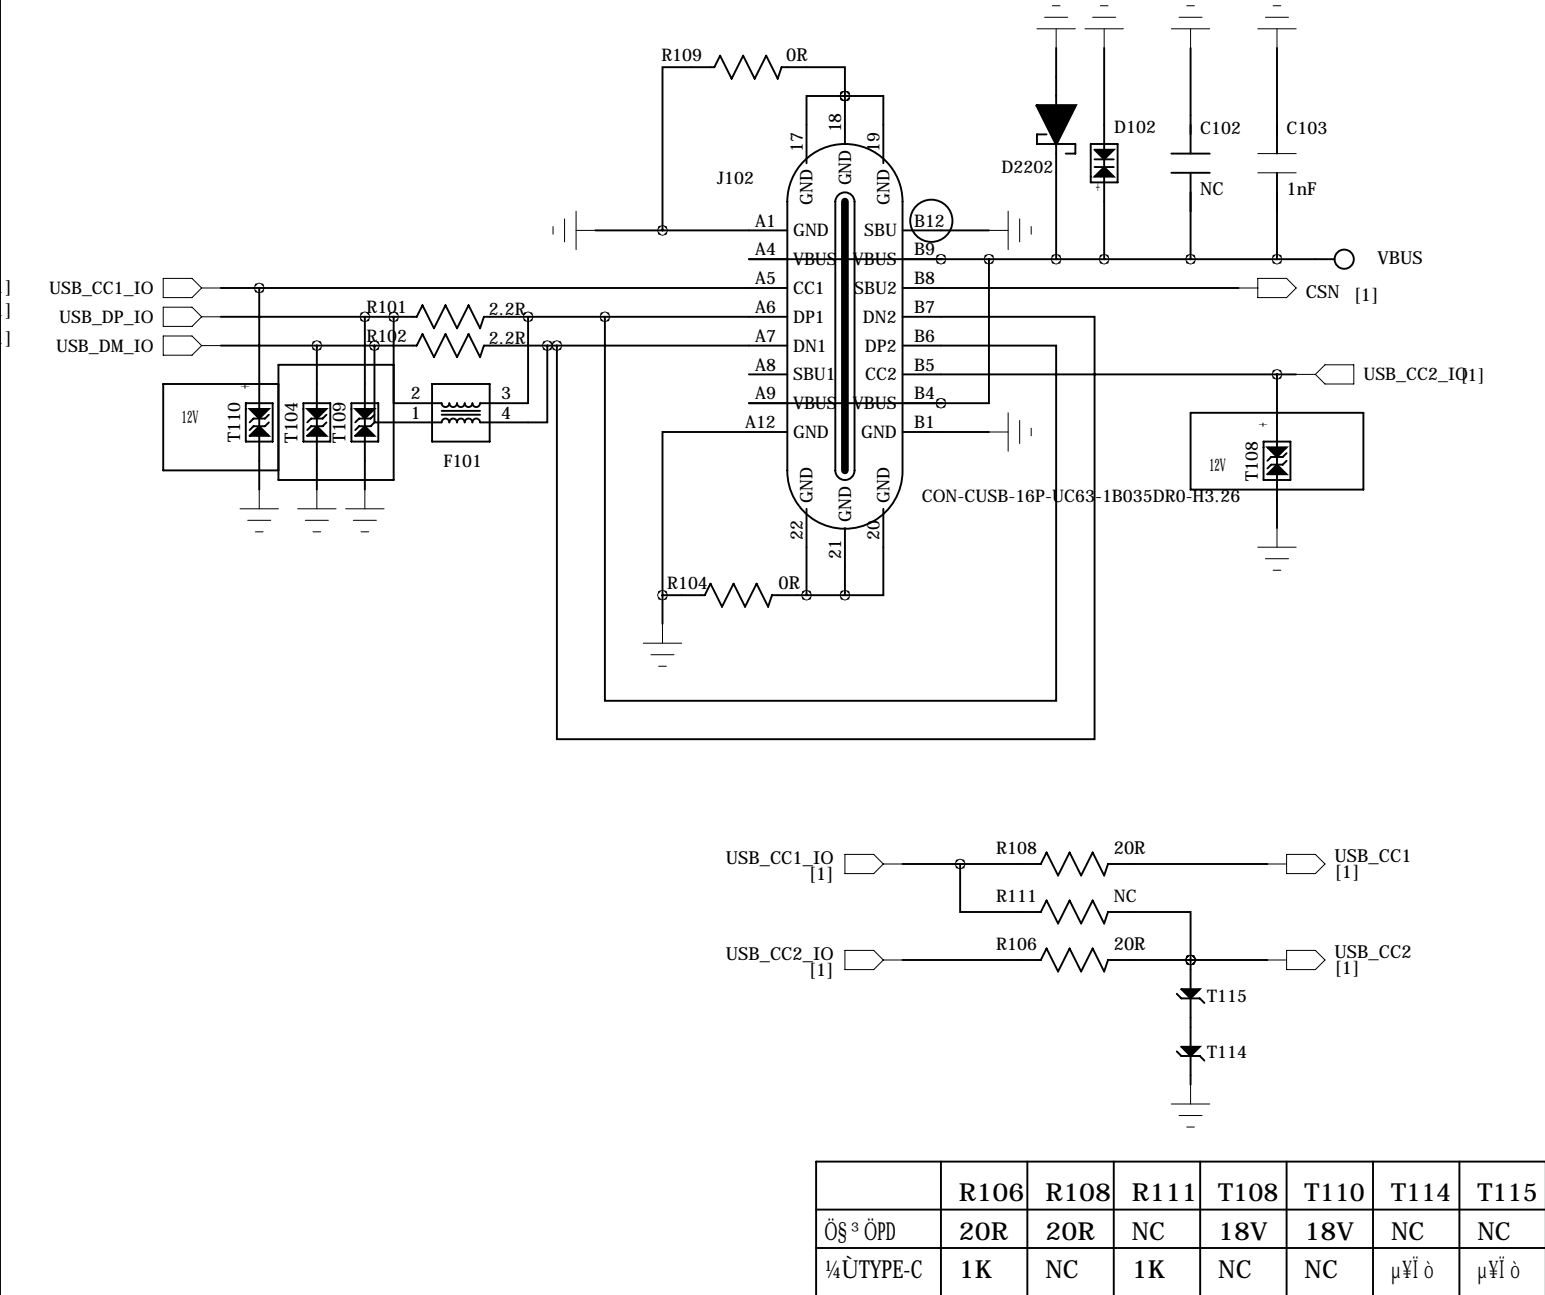 R109 0R
17 18 19
GND GND GND
J102
D2202
D102
C102
NC
C103
1nF
A1 GND SBU B12
A4 VBUS VBUS B9
VBUS
A5 CC1 SBU2 B8
CSN [1]
A6 DP1 DN2 B7
A7 DN1 DP2 B6
A8 SBU1 CC2 B5
A9 VBUS VBUS B4
A12 GND GND B1
]
]
]
USB_CC1_IO
USB_DP_IO
USB_DM_IO
R101 2.2R
R102 2.2R
USB_CC2_IO [1]
12V
T110
T104
T109
2 3
1 4
F101
12V
T108
GND GND GND
CON-CUSB-16P-UC63-1B035DR0-H3.26
22 21 20
R104 0R
USB_CC1_IO
[1]
R108 20R
USB_CC1
[1]
R111 NC
USB_CC2_IO
[1]
R106 20R
USB_CC2
[1]
T115
T114
R106 R108 R111 T108 T110 T114 T115
Ö§³ÖPD 20R 20R NC 18V 18V NC NC
¼ÙTYPE-C 1K NC 1K NC NC µ¥Ïò µ¥Ïò